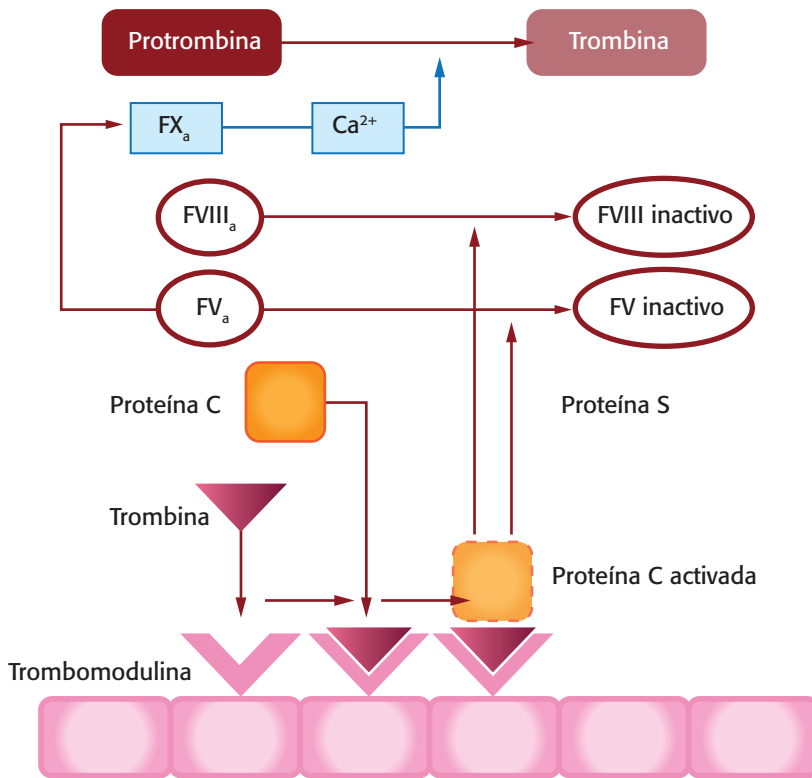 Protrombina
Trombina
FXₐ
Ca²⁺
FVIIIₐ
FVIII inactivo
FVₐ
FV inactivo
Proteína C
Proteína S
Trombina
Proteína C activada
Trombomodulina